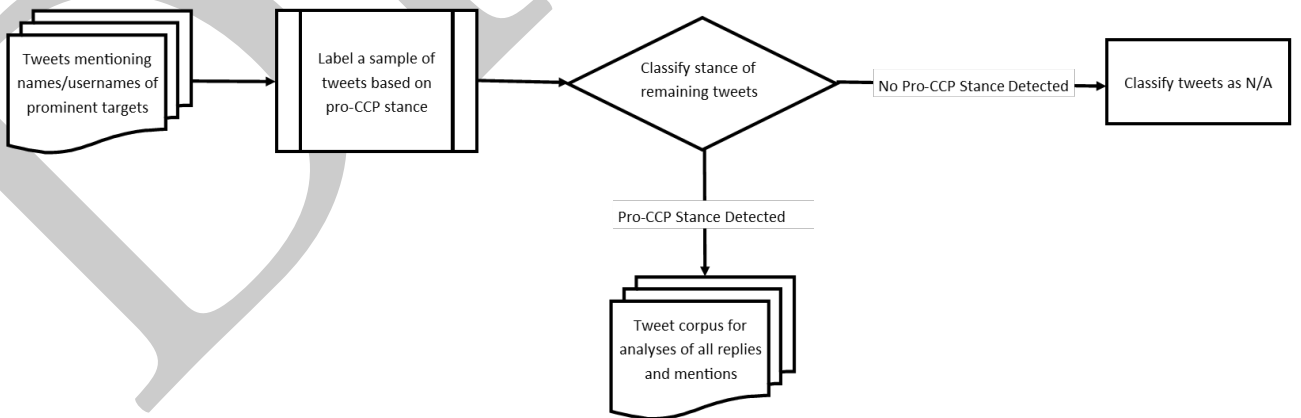 Tweets mentioning
names/usernames of
prominent targets
Label a sample of
tweets based on
pro-CCP stance
Classify stance of
remaining tweets
No Pro-CCP Stance Detected
Classify tweets as N/A
Pro-CCP Stance Detected
Tweet corpus for
analyses of all replies
and mentions